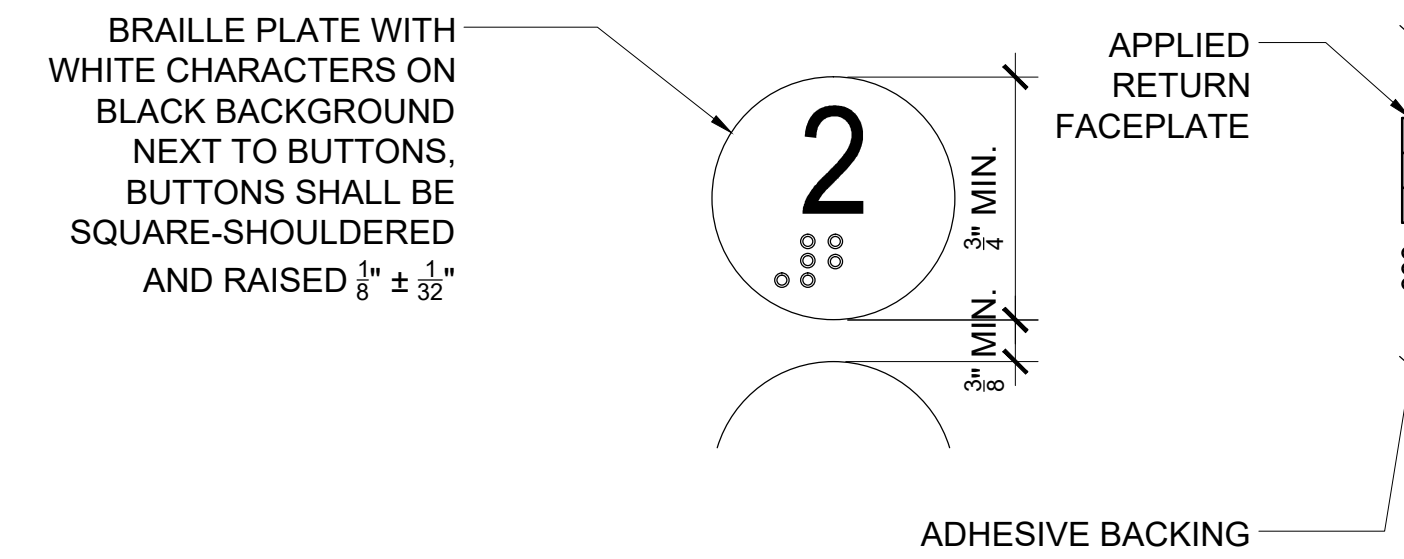 BRAILLE PLATE WITH
WHITE CHARACTERS ON
BLACK BACKGROUND
NEXT TO BUTTONS,
BUTTONS SHALL BE
SQUARE-SHOULDERED
AND RAISED 1/8" ± 1/32"
2
3/4" MIN.
3/8" MIN.
APPLIED
RETURN
FACEPLATE
ADHESIVE BACKING